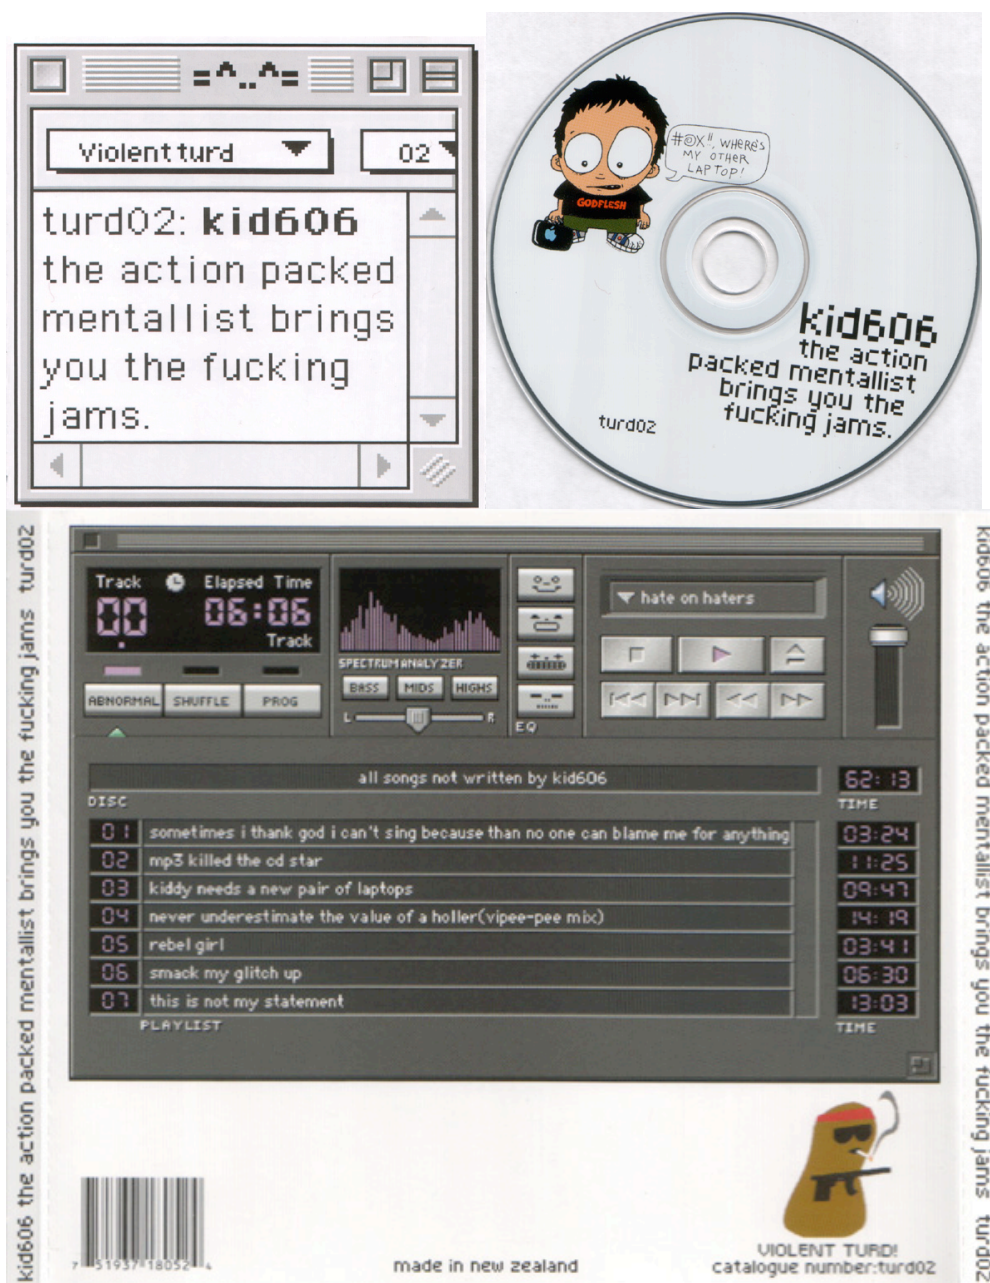 =^..^=
Violent turd
02
turd02: kid606
the action packed
mentallist brings
you the fucking
jams.
#@X", WHERE'S
MY OTHER
LAPTOP!
GODFLESH
kid606
the action
packed mentallist
brings you the
fucking jams.
turd02
kid606 the action packed mentallist brings you the fucking jams turd02
Track Elapsed Time
00 06:06
Track
ABNORMAL SHUFFLE PROG
SPECTRUM ANALYZER
BASS MIDS HIGHS
L R
EQ
hate on haters
all songs not written by kid606 62:13
DISC TIME
01 sometimes i thank god i can't sing because than no one can blame me for anything 03:24
02 mp3 killed the cd star 11:25
03 kiddy needs a new pair of laptops 09:47
04 never underestimate the value of a holler(vipee-pee mix) 14:19
05 rebel girl 03:41
06 smack my glitch up 06:30
07 this is not my statement 13:03
PLAYLIST TIME
7 51937 18052 4
made in new zealand
VIOLENT TURD!
catalogue number:turd02
kid606 the action packed mentallist brings you the fucking jams turd02